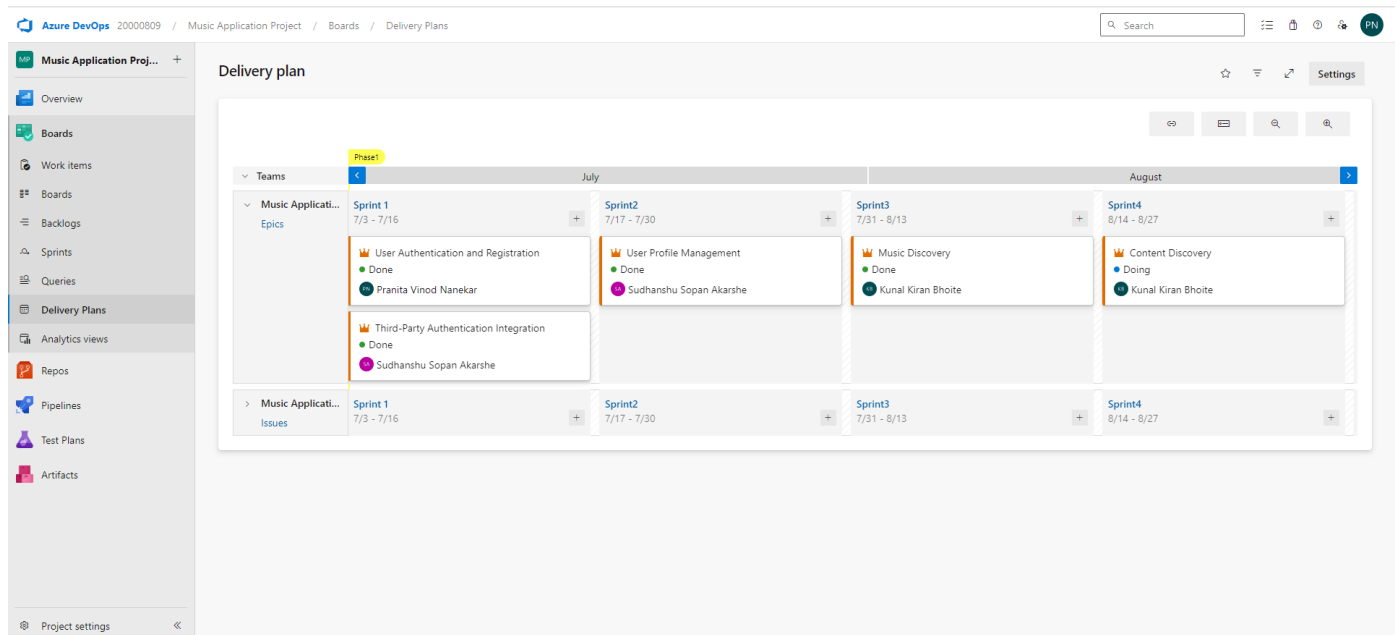 Azure DevOps 20000809 / Music Application Project / Boards / Delivery Plans
Search
PN
MP Music Application Proj... +
Overview
Boards
Work items
Boards
Backlogs
Sprints
Queries
Delivery Plans
Analytics views
Repos
Pipelines
Test Plans
Artifacts
Project settings
Delivery plan
Settings
Phase1
Teams
July
August
Music Applicati...
Epics
Sprint 1
7/3 - 7/16
Sprint2
7/17 - 7/30
Sprint3
7/31 - 8/13
Sprint4
8/14 - 8/27
User Authentication and Registration
Done
PN Pranita Vinod Nanekar
User Profile Management
Done
SA Sudhanshu Sopan Akarshe
Music Discovery
Done
KB Kunal Kiran Bhoite
Content Discovery
Doing
KB Kunal Kiran Bhoite
Third-Party Authentication Integration
Done
SA Sudhanshu Sopan Akarshe
Music Applicati...
Issues
Sprint 1
7/3 - 7/16
Sprint2
7/17 - 7/30
Sprint3
7/31 - 8/13
Sprint4
8/14 - 8/27